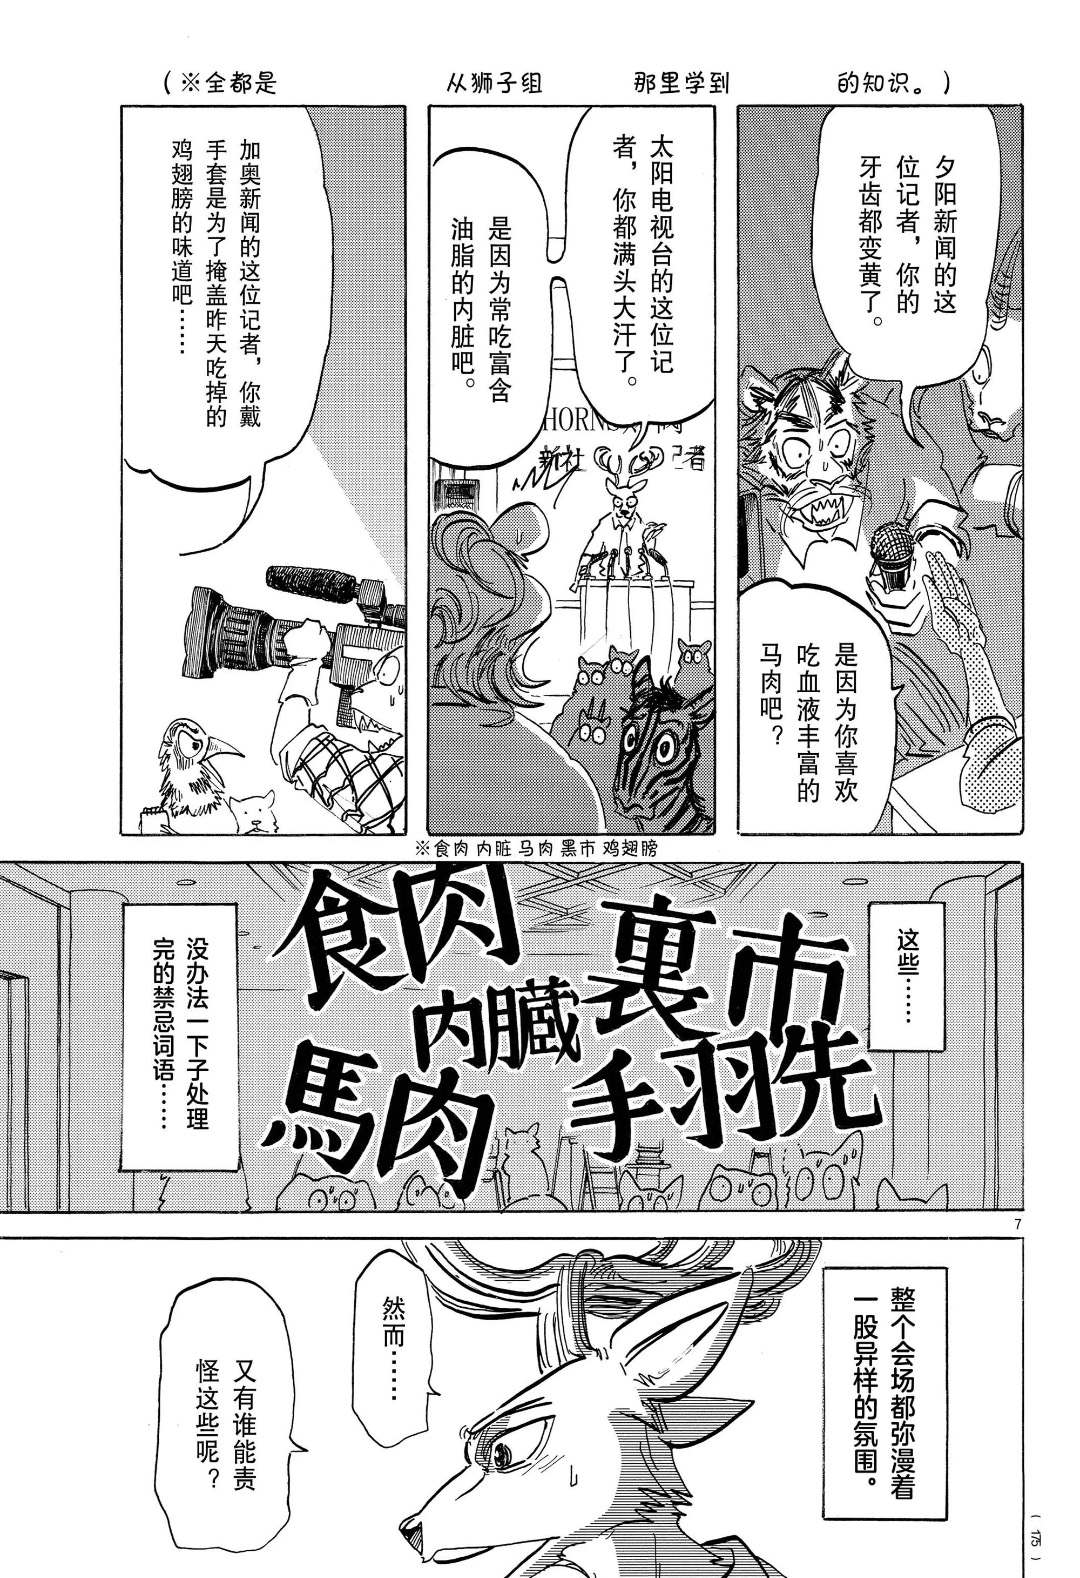 (※全都是 从狮子组 那里学到 的知识。)
夕阳新闻的这
位记者，你的
牙齿都变黄了。
是因为你喜欢
吃血液丰富的
马肉吧？
太阳电视台的这位记
者，你都满头大汗了。
是因为常吃富含
油脂的内脏吧。
HORN
新社
记者
加奥新闻的这位记者，你戴
手套是为了掩盖昨天吃掉的
鸡翅膀的味道吧……
※食肉 内脏 马肉 黑市 鸡翅膀
这些……
食肉
裏市
内臓
馬肉
手羽先
没办法一下子处理
完的禁忌词语……
7
整个会场都弥漫着
一股异样的氛围。
然而……
又有谁能责
怪这些呢？
(175)